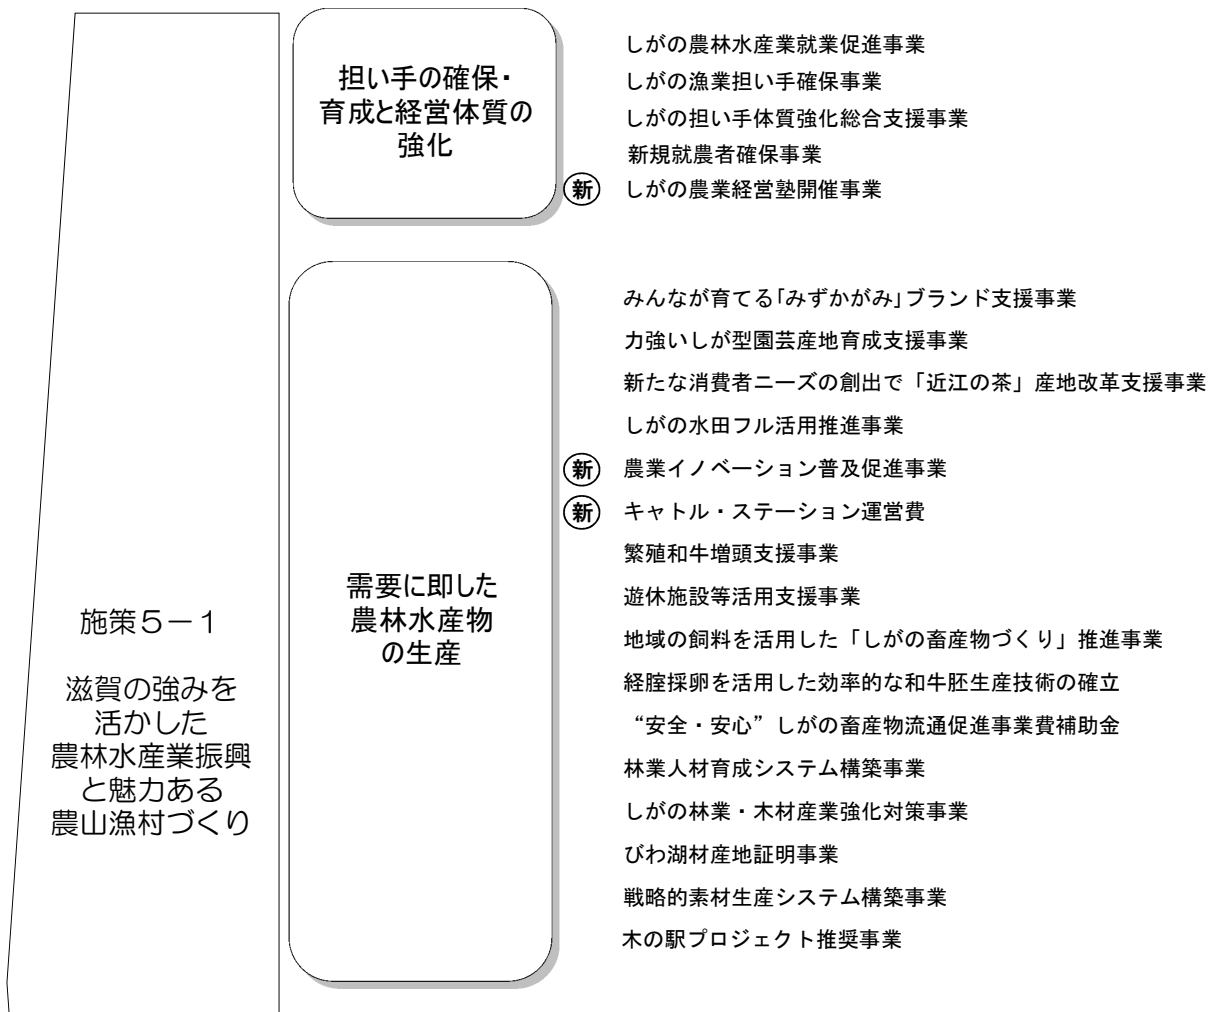 施策５－１
滋賀の強みを
活かした
農林水産業振興
と魅力ある
農山漁村づくり
担い手の確保・
育成と経営体質の
強化
しがの農林水産業就業促進事業
しがの漁業担い手確保事業
しがの担い手体質強化総合支援事業
新規就農者確保事業
新 しがの農業経営塾開催事業
需要に即した
農林水産物
の生産
みんなが育てる「みずかがみ」ブランド支援事業
力強いしが型園芸産地育成支援事業
新たな消費者ニーズの創出で「近江の茶」産地改革支援事業
しがの水田フル活用推進事業
新 農業イノベーション普及促進事業
新 キャトル・ステーション運営費
繁殖和牛増頭支援事業
遊休施設等活用支援事業
地域の飼料を活用した「しがの畜産物づくり」推進事業
経腟採卵を活用した効率的な和牛胚生産技術の確立
“安全・安心”しがの畜産物流通促進事業費補助金
林業人材育成システム構築事業
しがの林業・木材産業強化対策事業
びわ湖材産地証明事業
戦略的素材生産システム構築事業
木の駅プロジェクト推奨事業